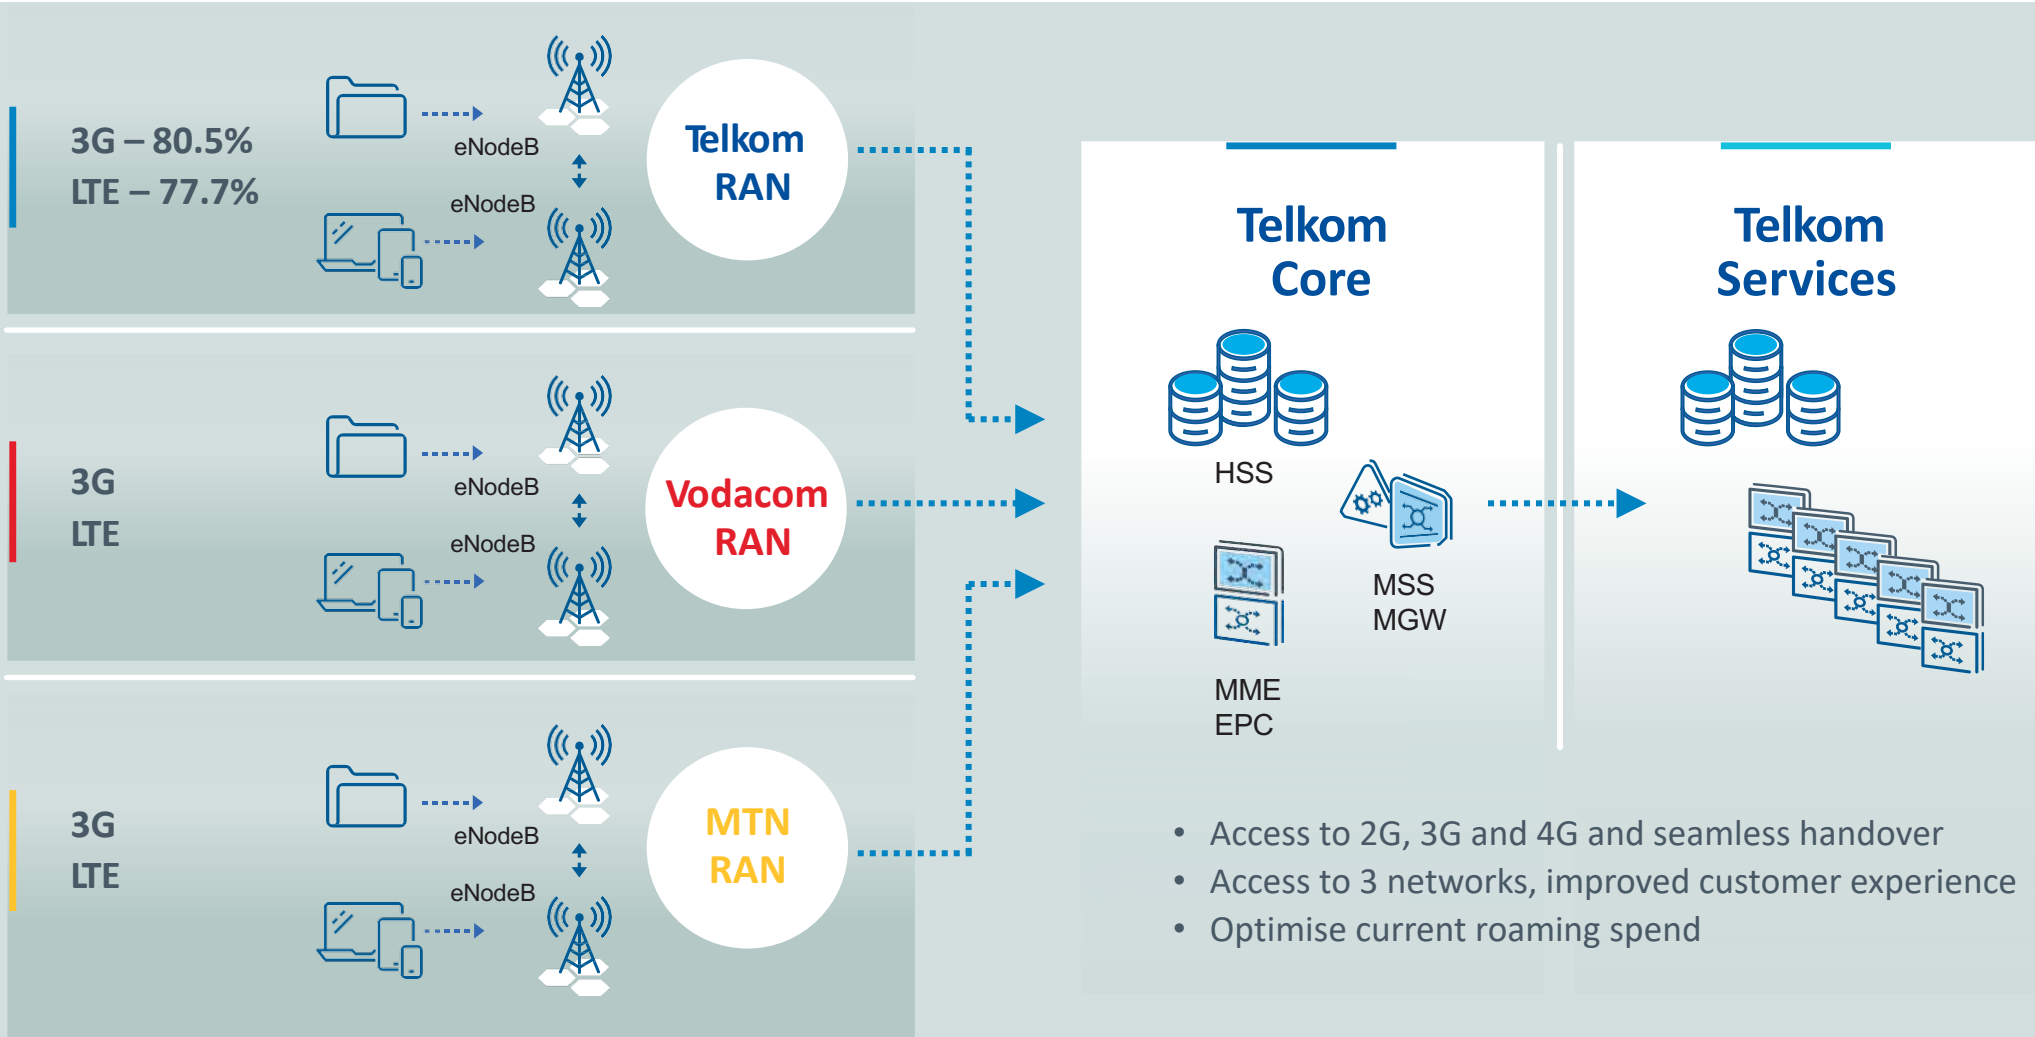 3G – 80.5%
LTE – 77.7%
eNodeB
eNodeB
Telkom
RAN
3G
LTE
eNodeB
eNodeB
Vodacom
RAN
3G
LTE
eNodeB
eNodeB
MTN
RAN
Telkom
Core
HSS
MSS
MGW
MME
EPC
Telkom
Services
• Access to 2G, 3G and 4G and seamless handover
• Access to 3 networks, improved customer experience
• Optimise current roaming spend